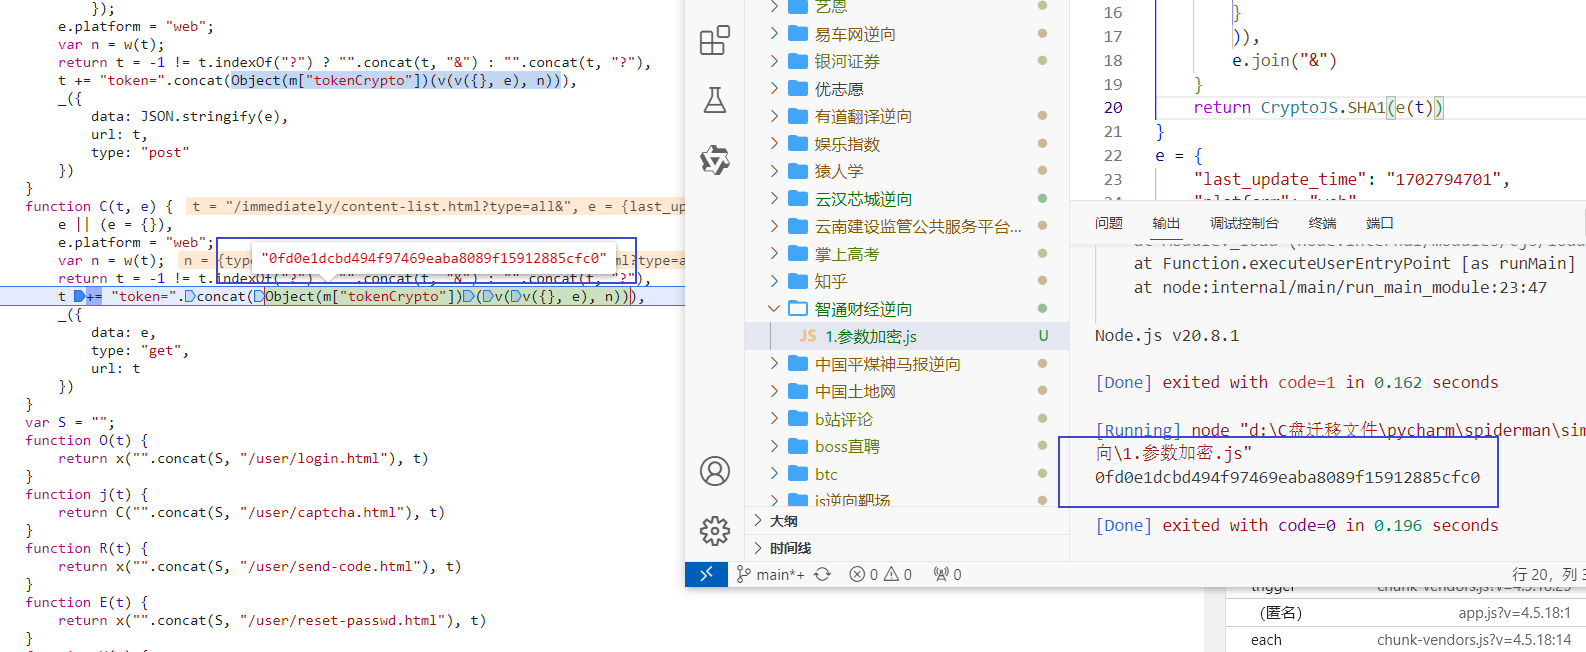 });
e.platform = "web";
var n = w(t);
return t = -1 != t.indexOf("?") ? "".concat(t, "&") : "".concat(t, "?"),
t += "token=".concat(Object(m["tokenCrypto"])(v(v({}, e), n))),
_({
data: JSON.stringify(e),
url: t,
type: "post"
})
}
function C(t, e) { t = "/immediately/content-list.html?type=all&", e = {last_up
e || (e = {}),
e.platform = "web";
"0fd0e1dcbd494f97469eaba8089f15912885cfc0"
var n = w(t); n = {typ
ml?type=a
return t = -1 != t.indexOf("?") ? "".concat(t, "&") : "".concat(t, "?"),
t += "token=".concat(Object(m["tokenCrypto"])(v(v({}, e), n))),
_({
data: e,
type: "get",
url: t
})
}
var S = "";
function O(t) {
return x("".concat(S, "/user/login.html"), t)
}
function j(t) {
return C("".concat(S, "/user/captcha.html"), t)
}
function R(t) {
return x("".concat(S, "/user/send-code.html"), t)
}
function E(t) {
return x("".concat(S, "/user/reset-passwd.html"), t)
}
艺恩
易车网逆向
银河证券
优志愿
有道翻译逆向
娱乐指数
猿人学
云汉芯城逆向
云南建设监管公共服务平台...
掌上高考
知乎
智通财经逆向
JS 1.参数加密.js U
中国平煤神马报逆向
中国土地网
b站评论
boss直聘
btc
js逆向靶场
大纲
时间线
main*+ 0 0 0
行 20，列 3
16 }
17 )),
18 e.join("&")
19 }
20 return CryptoJS.SHA1(e(t))
21 }
22 e = {
23 "last_update_time": "1702794701",
问题 输出 调试控制台 终端 端口
at Function.executeUserEntryPoint [as runMain]
at node:internal/main/run_main_module:23:47
Node.js v20.8.1
[Done] exited with code=1 in 0.162 seconds
[Running] node "d:\C盘迁移文件\pycharm\spiderman\sim
向\1.参数加密.js"
0fd0e1dcbd494f97469eaba8089f15912885cfc0
[Done] exited with code=0 in 0.196 seconds
trigger chunk-vendors.js?v=4.5.18:25
(匿名) app.js?v=4.5.18:1
each chunk-vendors.js?v=4.5.18:14